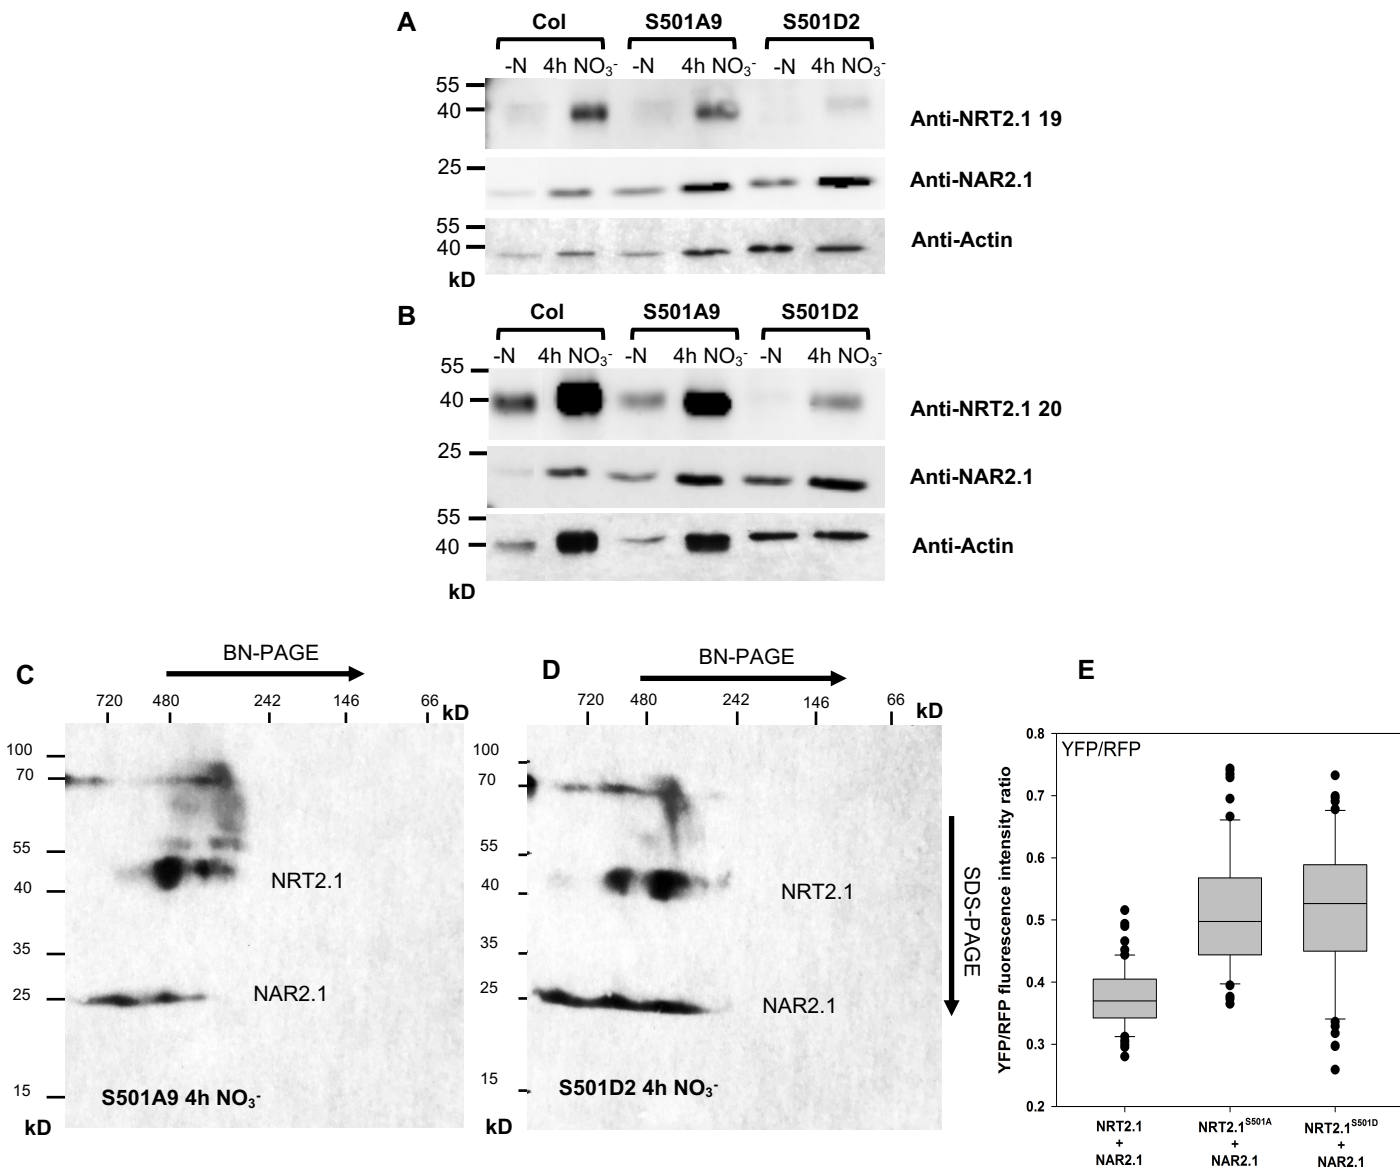 A
Col S501A9 S501D2
-N 4h NO₃⁻ -N 4h NO₃⁻ -N 4h NO₃⁻
55
40
Anti-NRT2.1 19
25
Anti-NAR2.1
55
40
Anti-Actin
kD
B
Col S501A9 S501D2
-N 4h NO₃⁻ -N 4h NO₃⁻ -N 4h NO₃⁻
55
40
Anti-NRT2.1 20
25
Anti-NAR2.1
55
40
Anti-Actin
kD
C
BN-PAGE
720 480 242 146 66 kD
100
70
55
40
35
25
15
kD
NRT2.1
NAR2.1
S501A9 4h NO₃⁻
D
BN-PAGE
720 480 242 146 66 kD
100
70
55
40
35
25
15
kD
NRT2.1
NAR2.1
S501D2 4h NO₃⁻
SDS-PAGE
E
YFP/RFP
YFP/RFP fluorescence intensity ratio
0.8
0.7
0.6
0.5
0.4
0.3
0.2
NRT2.1
+
NAR2.1
NRT2.1ˢ⁵⁰¹ᴬ
+
NAR2.1
NRT2.1ˢ⁵⁰¹ᴰ
+
NAR2.1